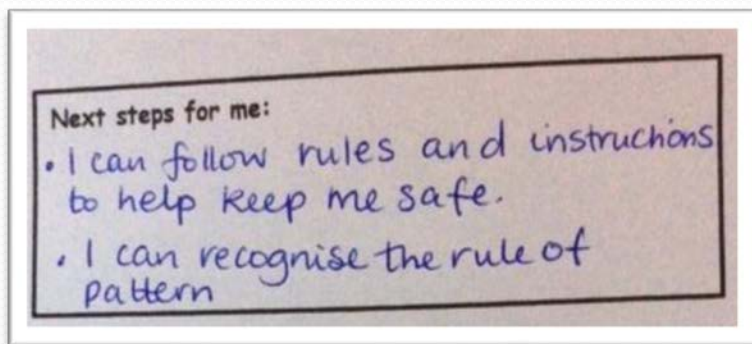 Next steps for me:
• I can follow rules and instructions
to help keep me safe.
• I can recognise the rule of
pattern